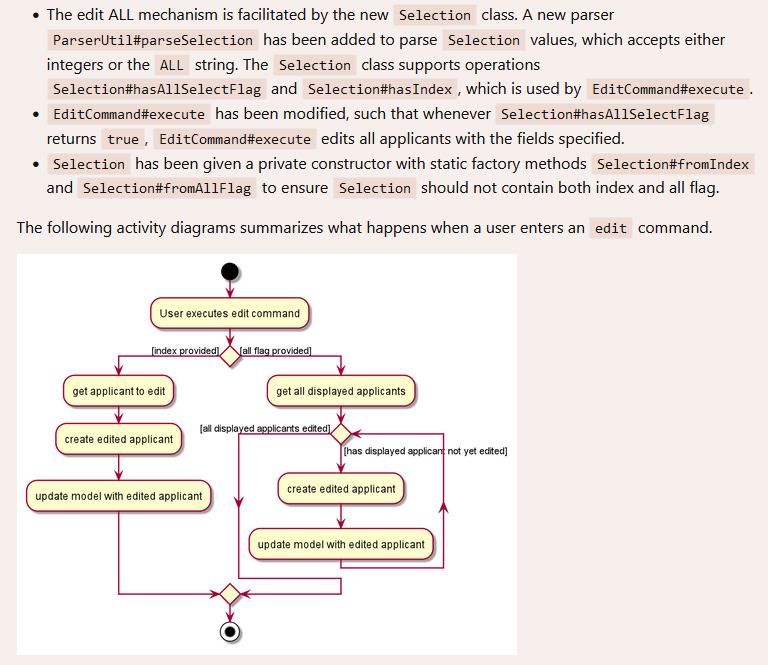 The edit ALL mechanism is facilitated by the new Selection class. A new parser
ParserUtil#parseSelection has been added to parse Selection values, which accepts either
integers or the ALL string. The Selection class supports operations
Selection#hasAllSelectFlag and Selection#hasIndex, which is used by EditCommand#execute.
EditCommand#execute has been modified, such that whenever Selection#hasAllSelectFlag
returns true, EditCommand#execute edits all applicants with the fields specified.
Selection has been given a private constructor with static factory methods Selection#fromIndex
and Selection#fromAllFlag to ensure Selection should not contain both index and all flag.
The following activity diagrams summarizes what happens when a user enters an edit command.
User executes edit command
[index provided] [all flag provided]
get applicant to edit
create edited applicant
update model with edited applicant
get all displayed applicants
[all displayed applicants edited]
[has displayed applicant not yet edited]
create edited applicant
update model with edited applicant